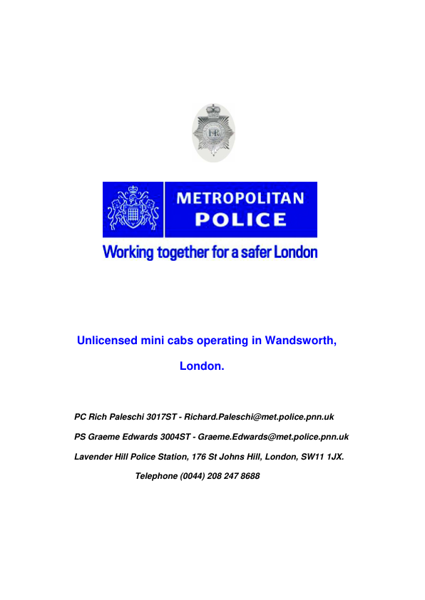 METROPOLITAN
POLICE
Working together for a safer London
Unlicensed mini cabs operating in Wandsworth,
London.
PC Rich Paleschi 3017ST - Richard.Paleschi@met.police.pnn.uk
PS Graeme Edwards 3004ST - Graeme.Edwards@met.police.pnn.uk
Lavender Hill Police Station, 176 St Johns Hill, London, SW11 1JX.
Telephone (0044) 208 247 8688